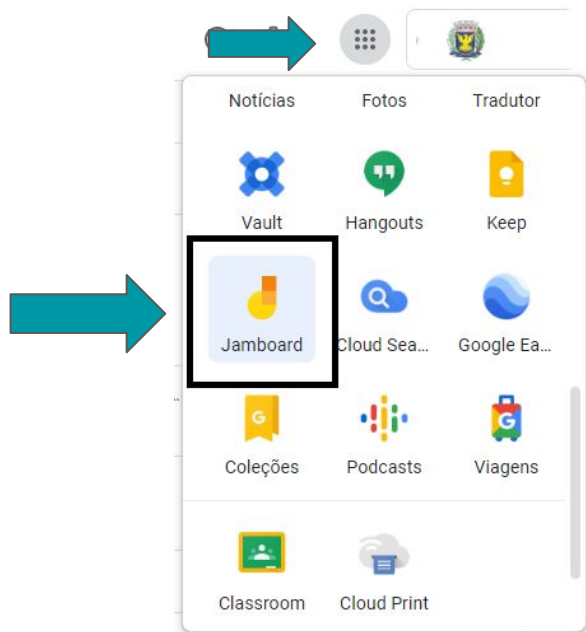 Notícias Fotos Tradutor
Vault Hangouts Keep
Jamboard Cloud Sea... Google Ea...
G G
Coleções Podcasts Viagens
Classroom Cloud Print